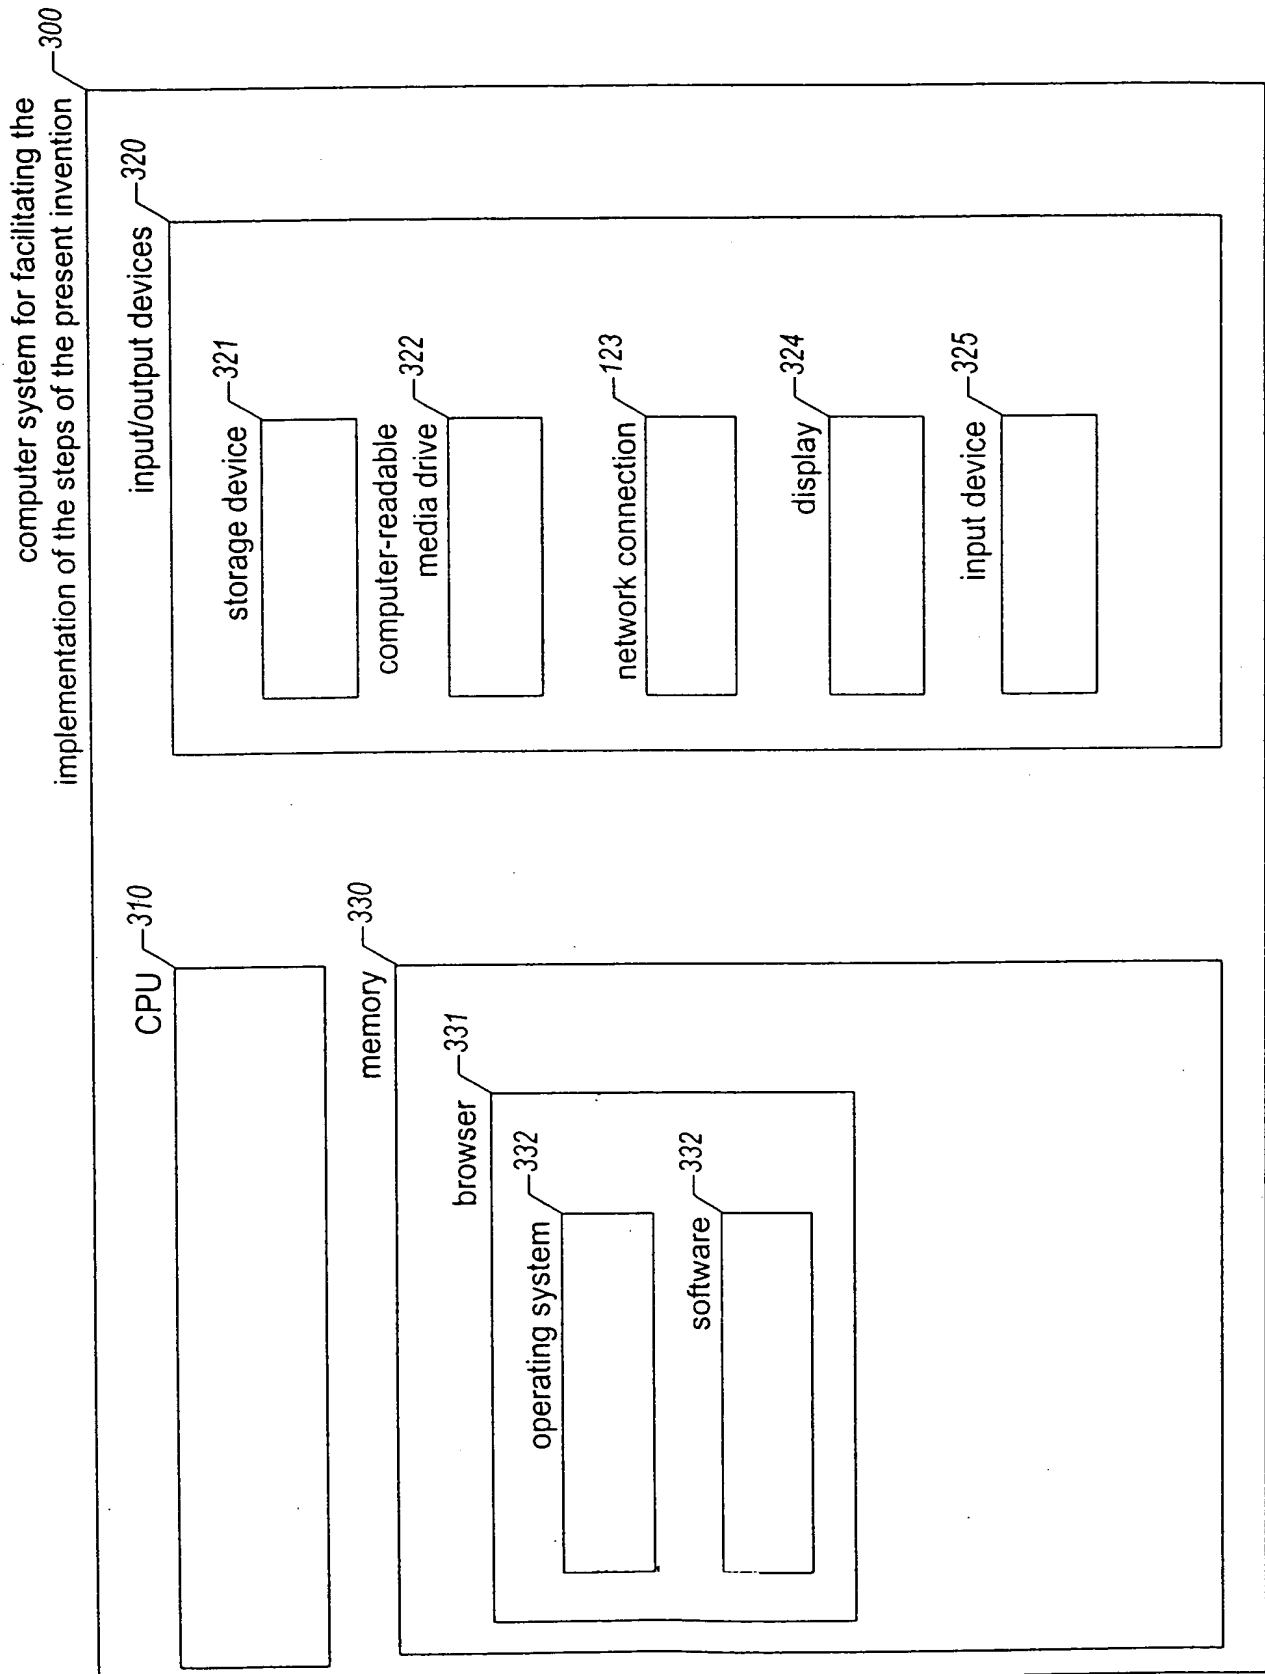 computer system for facilitating the
implementation of the steps of the present invention
300
CPU
310
memory
330
browser
331
operating system
332
software
332
input/output devices
320
storage device
321
computer-readable
media drive
322
network connection
123
display
324
input device
325